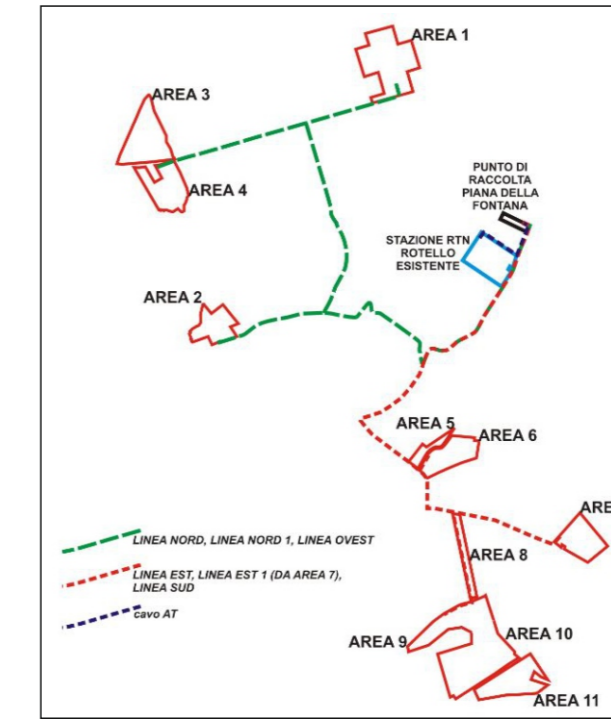 AREA 1
AREA 3
AREA 4
PUNTO DI
RACCOLTA
PIANA DELLA
FONTANA
STAZIONE RTN
ROTELLO
ESISTENTE
AREA 2
AREA 5
AREA 6
ARE
AREA 8
AREA 9
AREA 10
AREA 11
LINEA NORD, LINEA NORD 1, LINEA OVEST
LINEA EST, LINEA EST 1 (DA AREA 7),
LINEA SUD
cavo AT